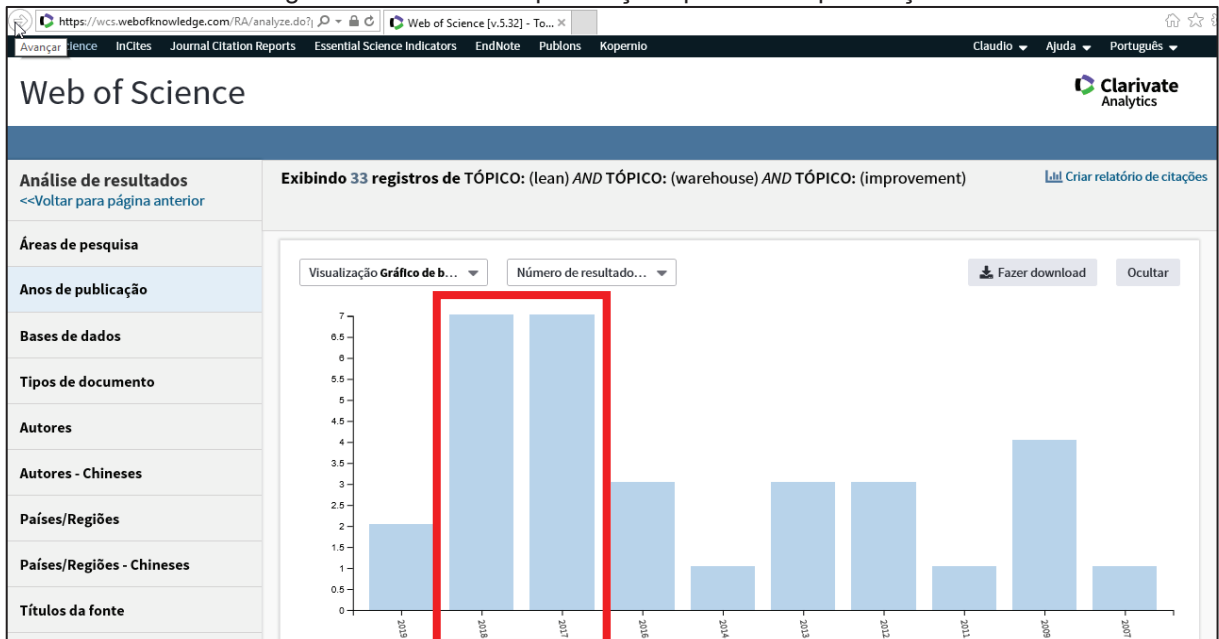 https://wcs.webofknowledge.com/RA/analyze.do?
Web of Science [v.5.32] - To... ×
Avançar
ience InCites Journal Citation Reports Essential Science Indicators EndNote Publons Kopernio Claudio Ajuda Português
Web of Science
Clarivate
Analytics
Análise de resultados
<<Voltar para página anterior
Exibindo 33 registros de TÓPICO: (lean) AND TÓPICO: (warehouse) AND TÓPICO: (improvement)
Criar relatório de citações
Áreas de pesquisa
Anos de publicação
Bases de dados
Tipos de documento
Autores
Autores - Chineses
Países/Regiões
Países/Regiões - Chineses
Títulos da fonte
Visualização Gráfico de b...
Número de resultado...
Fazer download
Ocultar
7
6.5
6
5.5
5
4.5
4
3.5
3
2.5
2
1.5
1
0.5
0
2019
2018
2017
2016
2014
2013
2012
2011
2009
2007